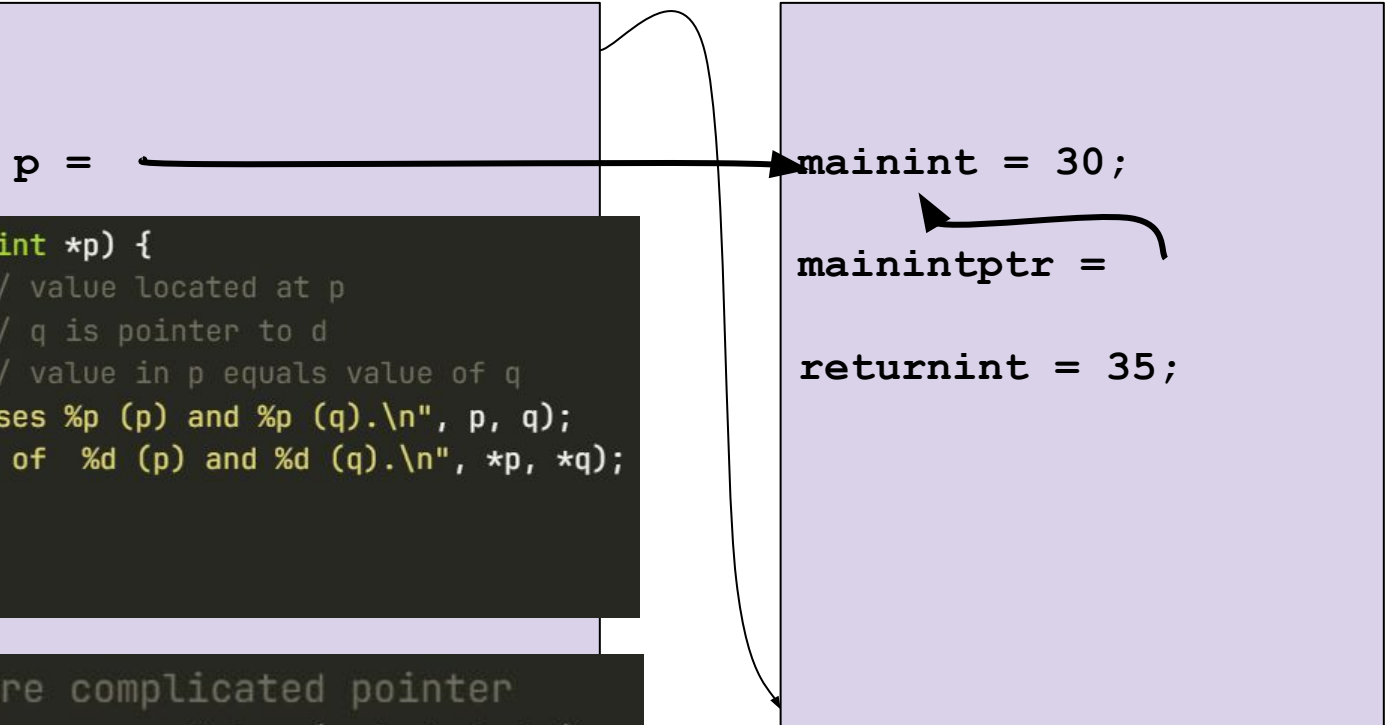 p =
int *p) {
/ value located at p
/ q is pointer to d
/ value in p equals value of q
ses %p (p) and %p (q).\n", p, q);
of  %d (p) and %d (q).\n", *p, *q);
re complicated pointer
mainint = 30;
mainintptr =
returnint = 35;